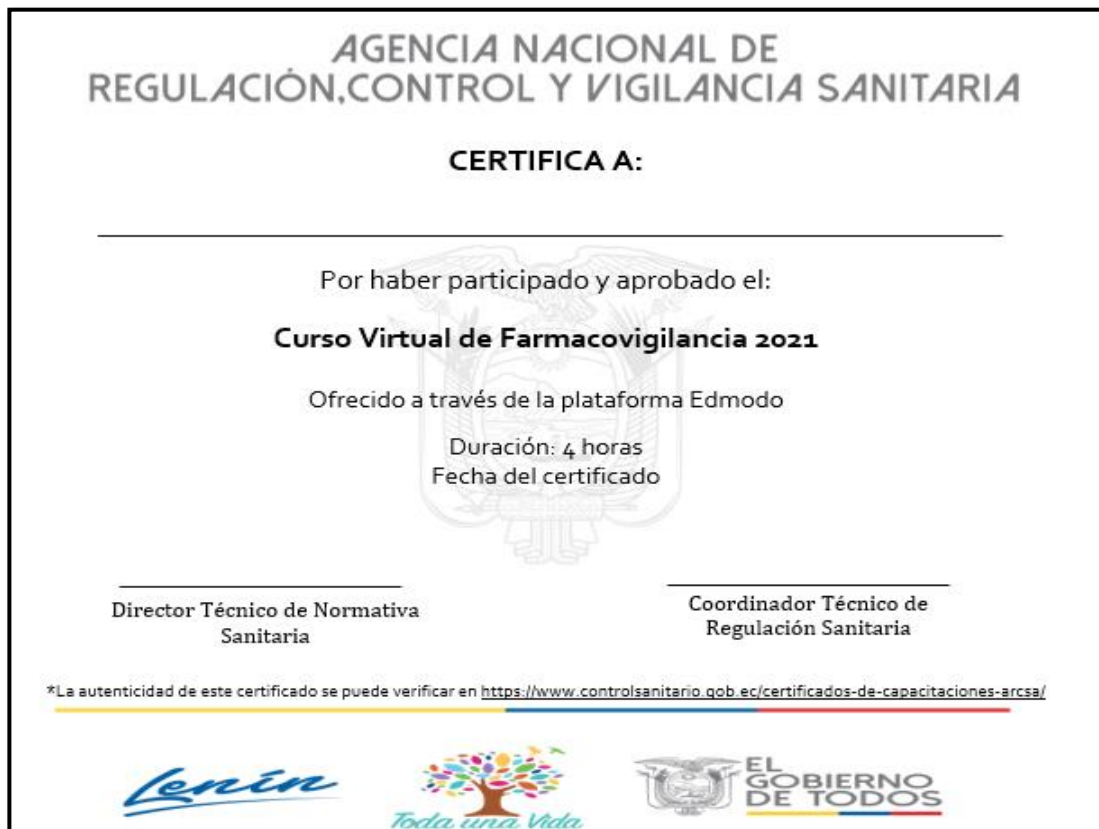 AGENCIA NACIONAL DE
REGULACIÓN,CONTROL Y VIGILANCIA SANITARIA
CERTIFICA A:
Por haber participado y aprobado el:
Curso Virtual de Farmacovigilancia 2021
Ofrecido a través de la plataforma Edmodo
Duración: 4 horas
Fecha del certificado
Director Técnico de Normativa
Sanitaria
Coordinador Técnico de
Regulación Sanitaria
*La autenticidad de este certificado se puede verificar en https://www.controlsanitario.gob.ec/certificados-de-capacitaciones-arcsa/
Lenín
Toda una Vida
EL
GOBIERNO
DE TODOS